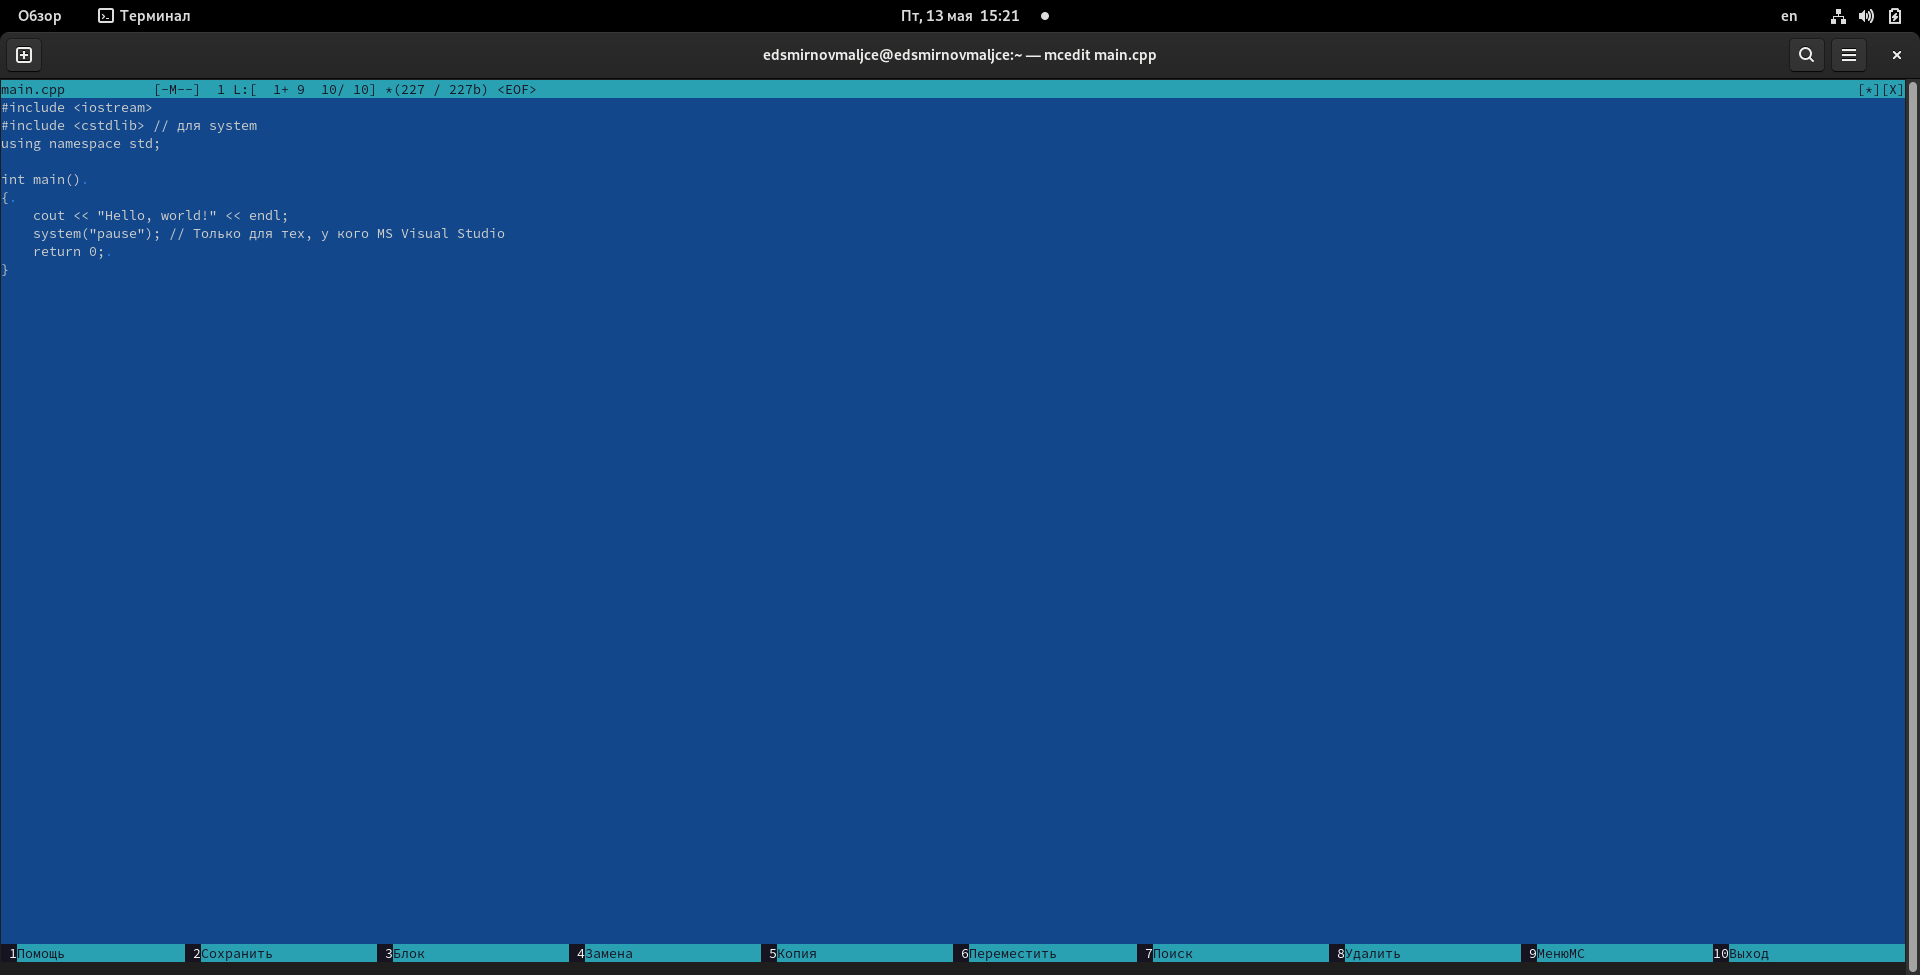 Обзор Терминал Пт, 13 мая 15:21 en
edsmirnovmaljce@edsmirnovmaljce:~ — mcedit main.cpp
main.cpp [-M--] 1 L:[ 1+ 9 10/ 10] *(227 / 227b) <EOF> [*][X]
#include <iostream>
#include <cstdlib> // для system
using namespace std;
int main().
{.
cout << "Hello, world!" << endl;
system("pause"); // Только для тех, у кого MS Visual Studio
return 0;.
}
1Помощь 2Сохранить 3Блок 4Замена 5Копия 6Переместить 7Поиск 8Удалить 9МенюMC 10Выход